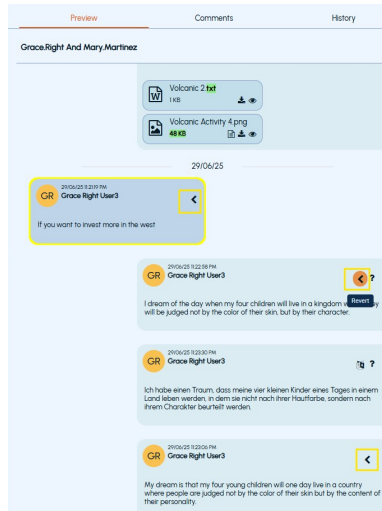 Preview Comments History
Grace.Right And Mary.Martinez
Volcanic 2.txt
1 KB
Volcanic Activity 4.png
48 KB
29/06/25
29/06/25 11:21:19 PM
GR Grace Right User3
If you want to invest more in the west
29/06/25 11:22:58 PM
GR Grace Right User3 ?
Revert
I dream of the day when my four children will live in a kingdom
will be judged not by the color of their skin, but by their character.
29/06/25 11:23:30 PM
GR Grace Right User3 ?
Ich habe einen Traum, dass meine vier kleinen Kinder eines Tages in einem
Land leben werden, in dem sie nicht nach ihrer Hautfarbe, sondern nach
ihrem Charakter beurteilt werden.
29/06/25 11:23:06 PM
GR Grace Right User3
My dream is that my four young children will one day live in a country
where people are judged not by the color of their skin but by the content of
their personality.